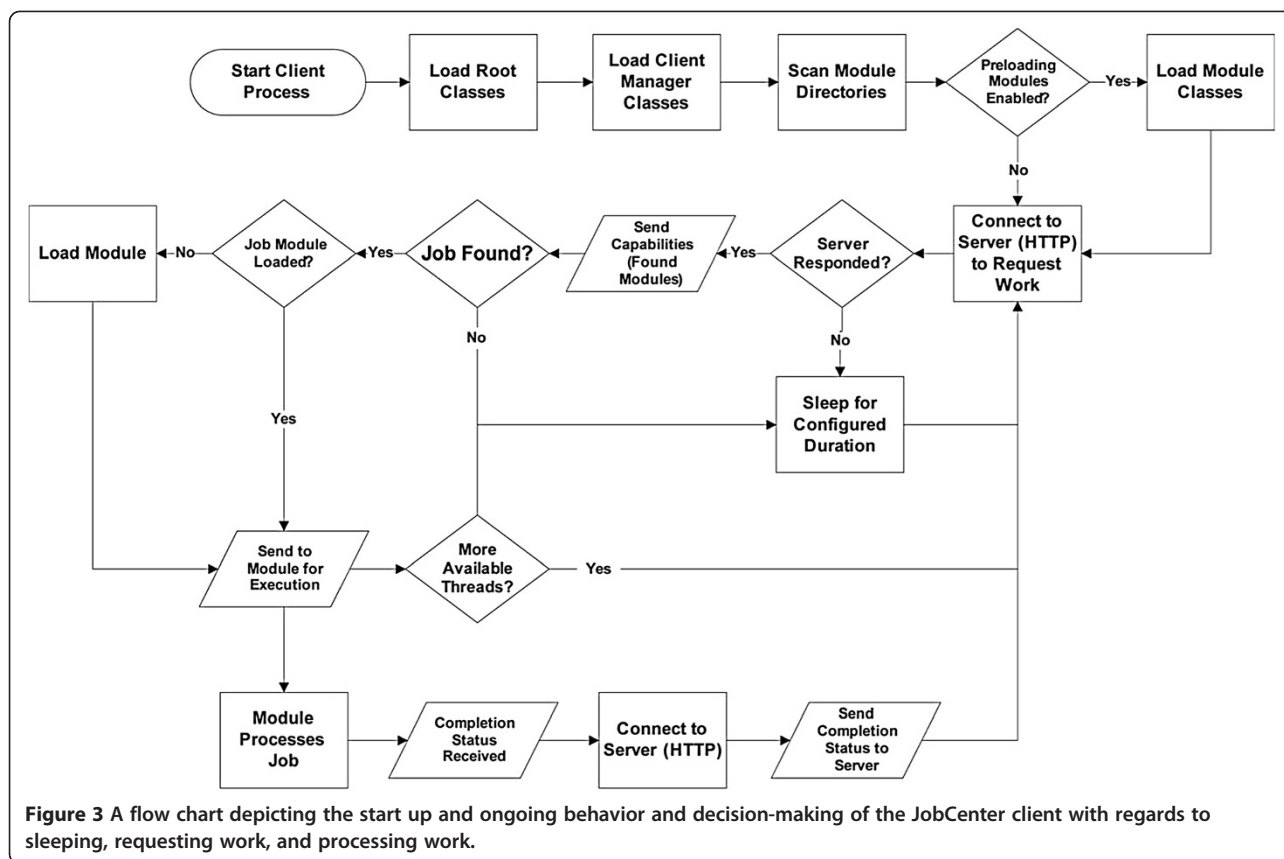 Start Client
Process
Load Root
Classes
Load Client
Manager
Classes
Scan Module
Directories
Preloading
Modules
Enabled?
Yes
Load Module
Classes
No
Load Module
No
Job Module
Loaded?
Yes
Job Found?
Send
Capabilities
(Found
Modules)
Yes
Server
Responded?
Connect to
Server (HTTP)
to Request
Work
No
No
Yes
Sleep for
Configured
Duration
Send to
Module for
Execution
More
Available
Threads?
Yes
Module
Processes
Job
Completion
Status
Received
Connect to
Server (HTTP)
Send
Completion
Status to
Server
Figure 3 A flow chart depicting the start up and ongoing behavior and decision-making of the JobCenter client with regards to
sleeping, requesting work, and processing work.